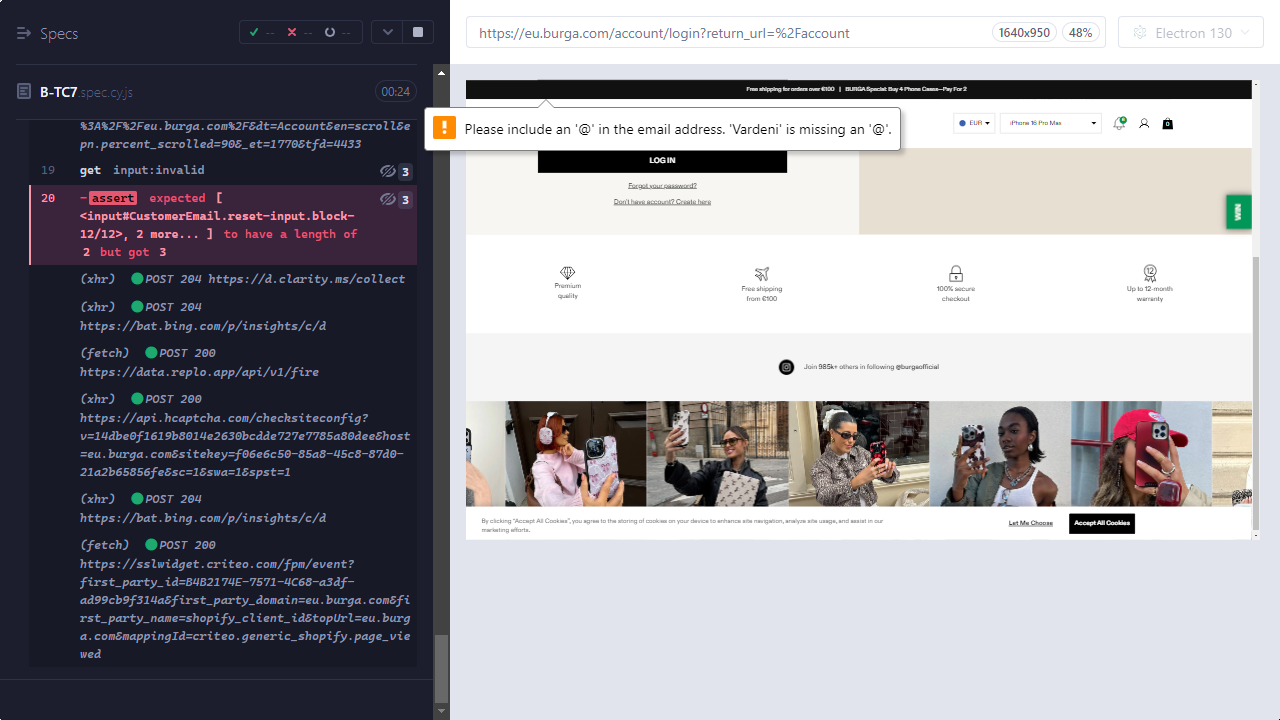 Specs
-- -- --
https://eu.burga.com/account/login?return_url=%2Faccount
1640x950
48%
Electron 130
B-TC7.spec.cy.js
00:24
%3A%2F%2Feu.burga.com%2F&dt=Account&en=scroll&e
pn.percent_scrolled=90&_et=1770&tfd=4433
19 get input:invalid 3
20 -assert expected [ 3
<input#CustomerEmail.reset-input.block-
12/12>, 2 more... ] to have a length of
2 but got 3
(xhr) POST 204 https://d.clarity.ms/collect
(xhr) POST 204
https://bat.bing.com/p/insights/c/d
(fetch) POST 200
https://data.replo.app/api/v1/fire
(xhr) POST 200
https://api.hcaptcha.com/checksiteconfig?
v=14dbe0f1619b8014e2630bcdde727e7785a80dee&host
=eu.burga.com&sitekey=f06e6c50-85a8-45c8-87d0-
21a2b65856fe&sc=1&swa=1&spst=1
(xhr) POST 204
https://bat.bing.com/p/insights/c/d
(fetch) POST 200
https://sslwidget.criteo.com/fpm/event?
first_party_id=B4B2174E-7571-4C68-a3df-
ad99cb9f314a&first_party_domain=eu.burga.com&fi
rst_party_name=shopify_client_id&topUrl=eu.burg
a.com&mappingId=criteo.generic_shopify.page_vie
wed
Free shipping for orders over €100 | BURGA Special: Buy 4 Phone Cases—Pay For 2
Please include an '@' in the email address. 'Vardeni' is missing an '@'.
EUR
iPhone 16 Pro Max
0
LOG IN
Forgot your password?
Don't have account? Create here
WIN
Premium
quality
Free shipping
from €100
100% secure
checkout
12
Up to 12-month
warranty
Join 985k+ others in following @burgaofficial
By clicking "Accept All Cookies", you agree to the storing of cookies on your device to enhance site navigation, analyze site usage, and assist in our
marketing efforts.
Let Me Choose
Accept All Cookies